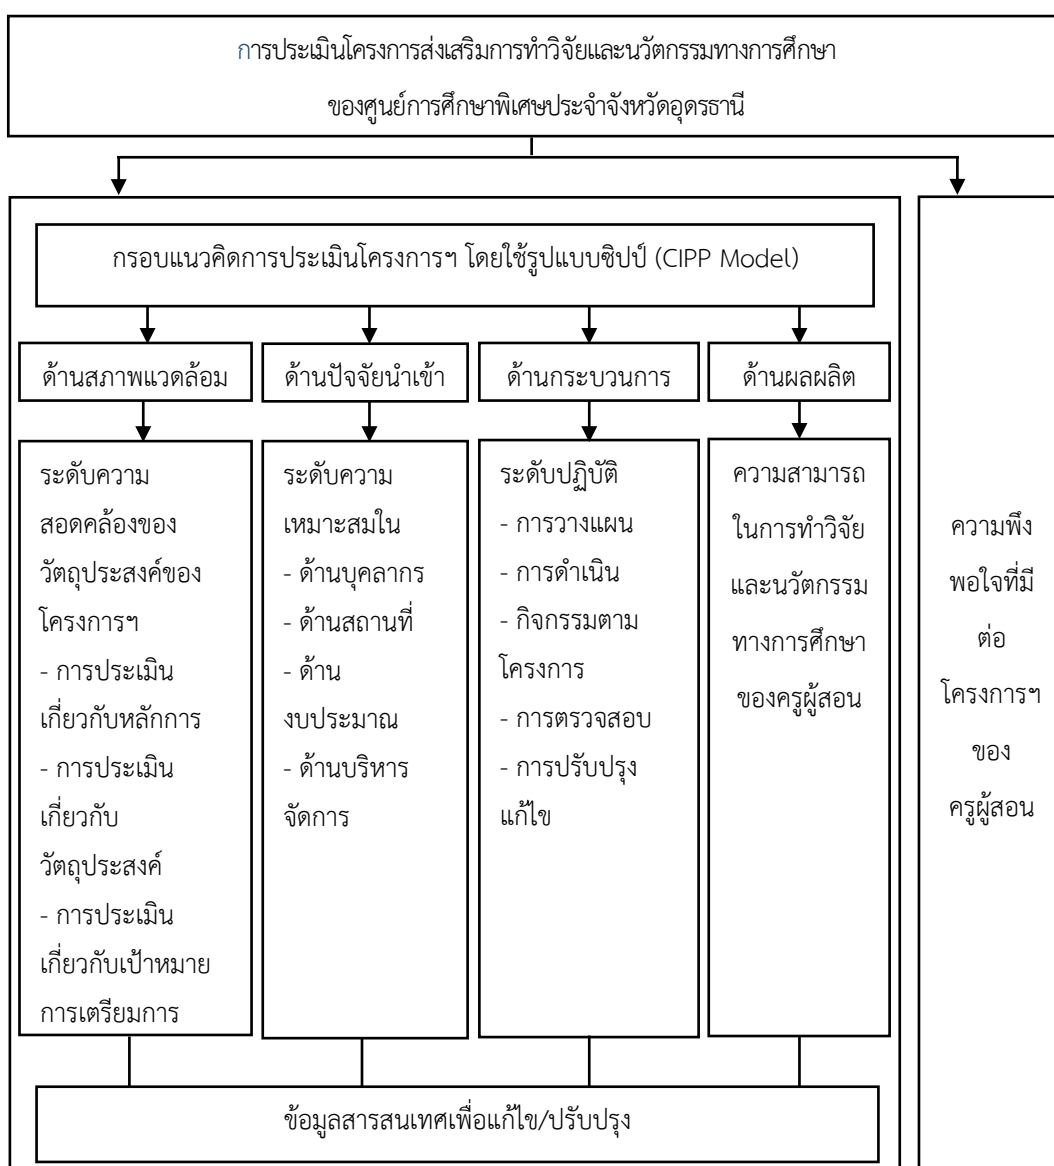 การประเมินโครงการส่งเสริมการทำวิจัยและนวัตกรรมทางการศึกษา
ของศูนย์การศึกษาพิเศษประจำจังหวัดอุดรธานี
กรอบแนวคิดการประเมินโครงการฯ โดยใช้รูปแบบซิปป์ (CIPP Model)
ด้านสภาพแวดล้อม
ด้านปัจจัยนำเข้า
ด้านกระบวนการ
ด้านผลผลิต
ระดับความ
สอดคล้องของ
วัตถุประสงค์ของ
โครงการฯ
- การประเมิน
เกี่ยวกับหลักการ
- การประเมิน
เกี่ยวกับ
วัตถุประสงค์
- การประเมิน
เกี่ยวกับเป้าหมาย
การเตรียมการ
ระดับความ
เหมาะสมใน
- ด้านบุคลากร
- ด้านสถานที่
- ด้าน
งบประมาณ
- ด้านบริหาร
จัดการ
ระดับปฏิบัติ
- การวางแผน
- การดำเนิน
- กิจกรรมตาม
โครงการ
- การตรวจสอบ
- การปรับปรุง
แก้ไข
ความสามารถ
ในการทำวิจัย
และนวัตกรรม
ทางการศึกษา
ของครูผู้สอน
ความพึง
พอใจที่มี
ต่อ
โครงการฯ
ของ
ครูผู้สอน
ข้อมูลสารสนเทศเพื่อแก้ไข/ปรับปรุง